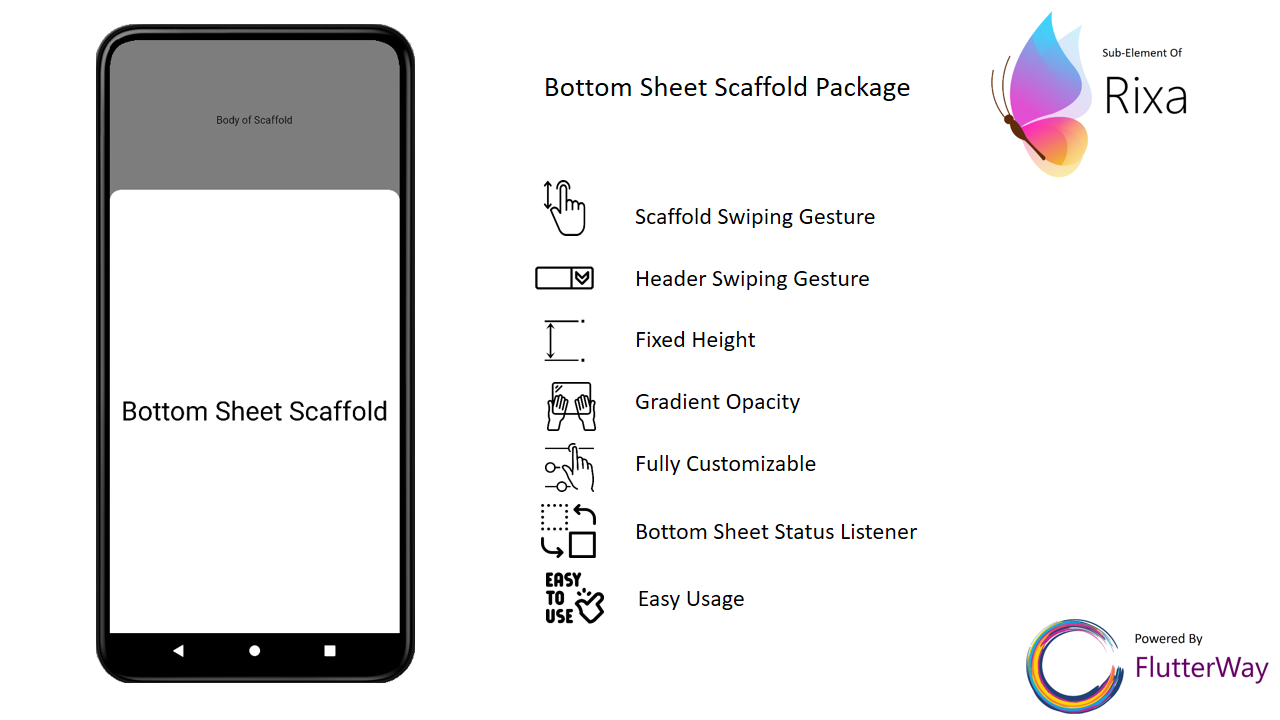 Body of Scaffold
Bottom Sheet Scaffold
Bottom Sheet Scaffold Package
Sub-Element Of
Rixa
Scaffold Swiping Gesture
Header Swiping Gesture
Fixed Height
Gradient Opacity
Fully Customizable
Bottom Sheet Status Listener
EASY
TO
USE
Easy Usage
Powered By
FlutterWay